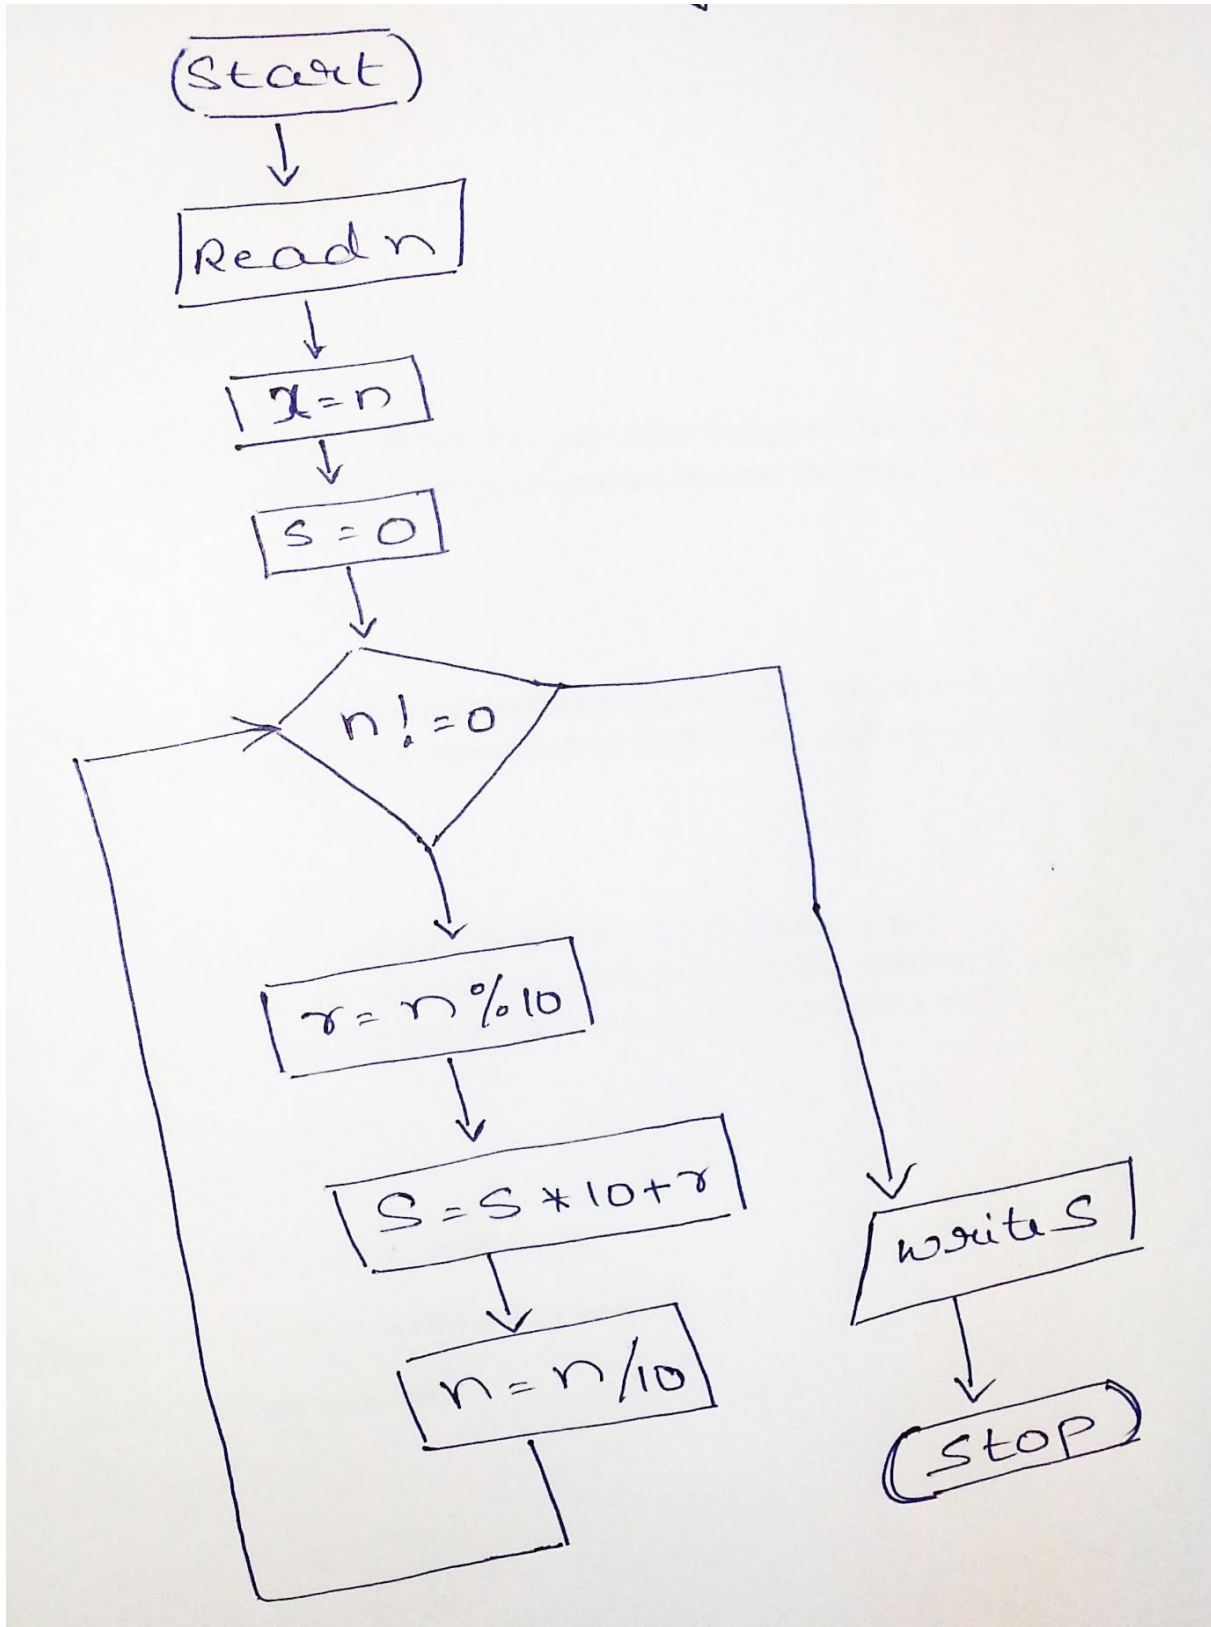 Start
Read n
x=n
s=0
n!=0
r=n%10
S=S*10+r
n=n/10
write S
Stop